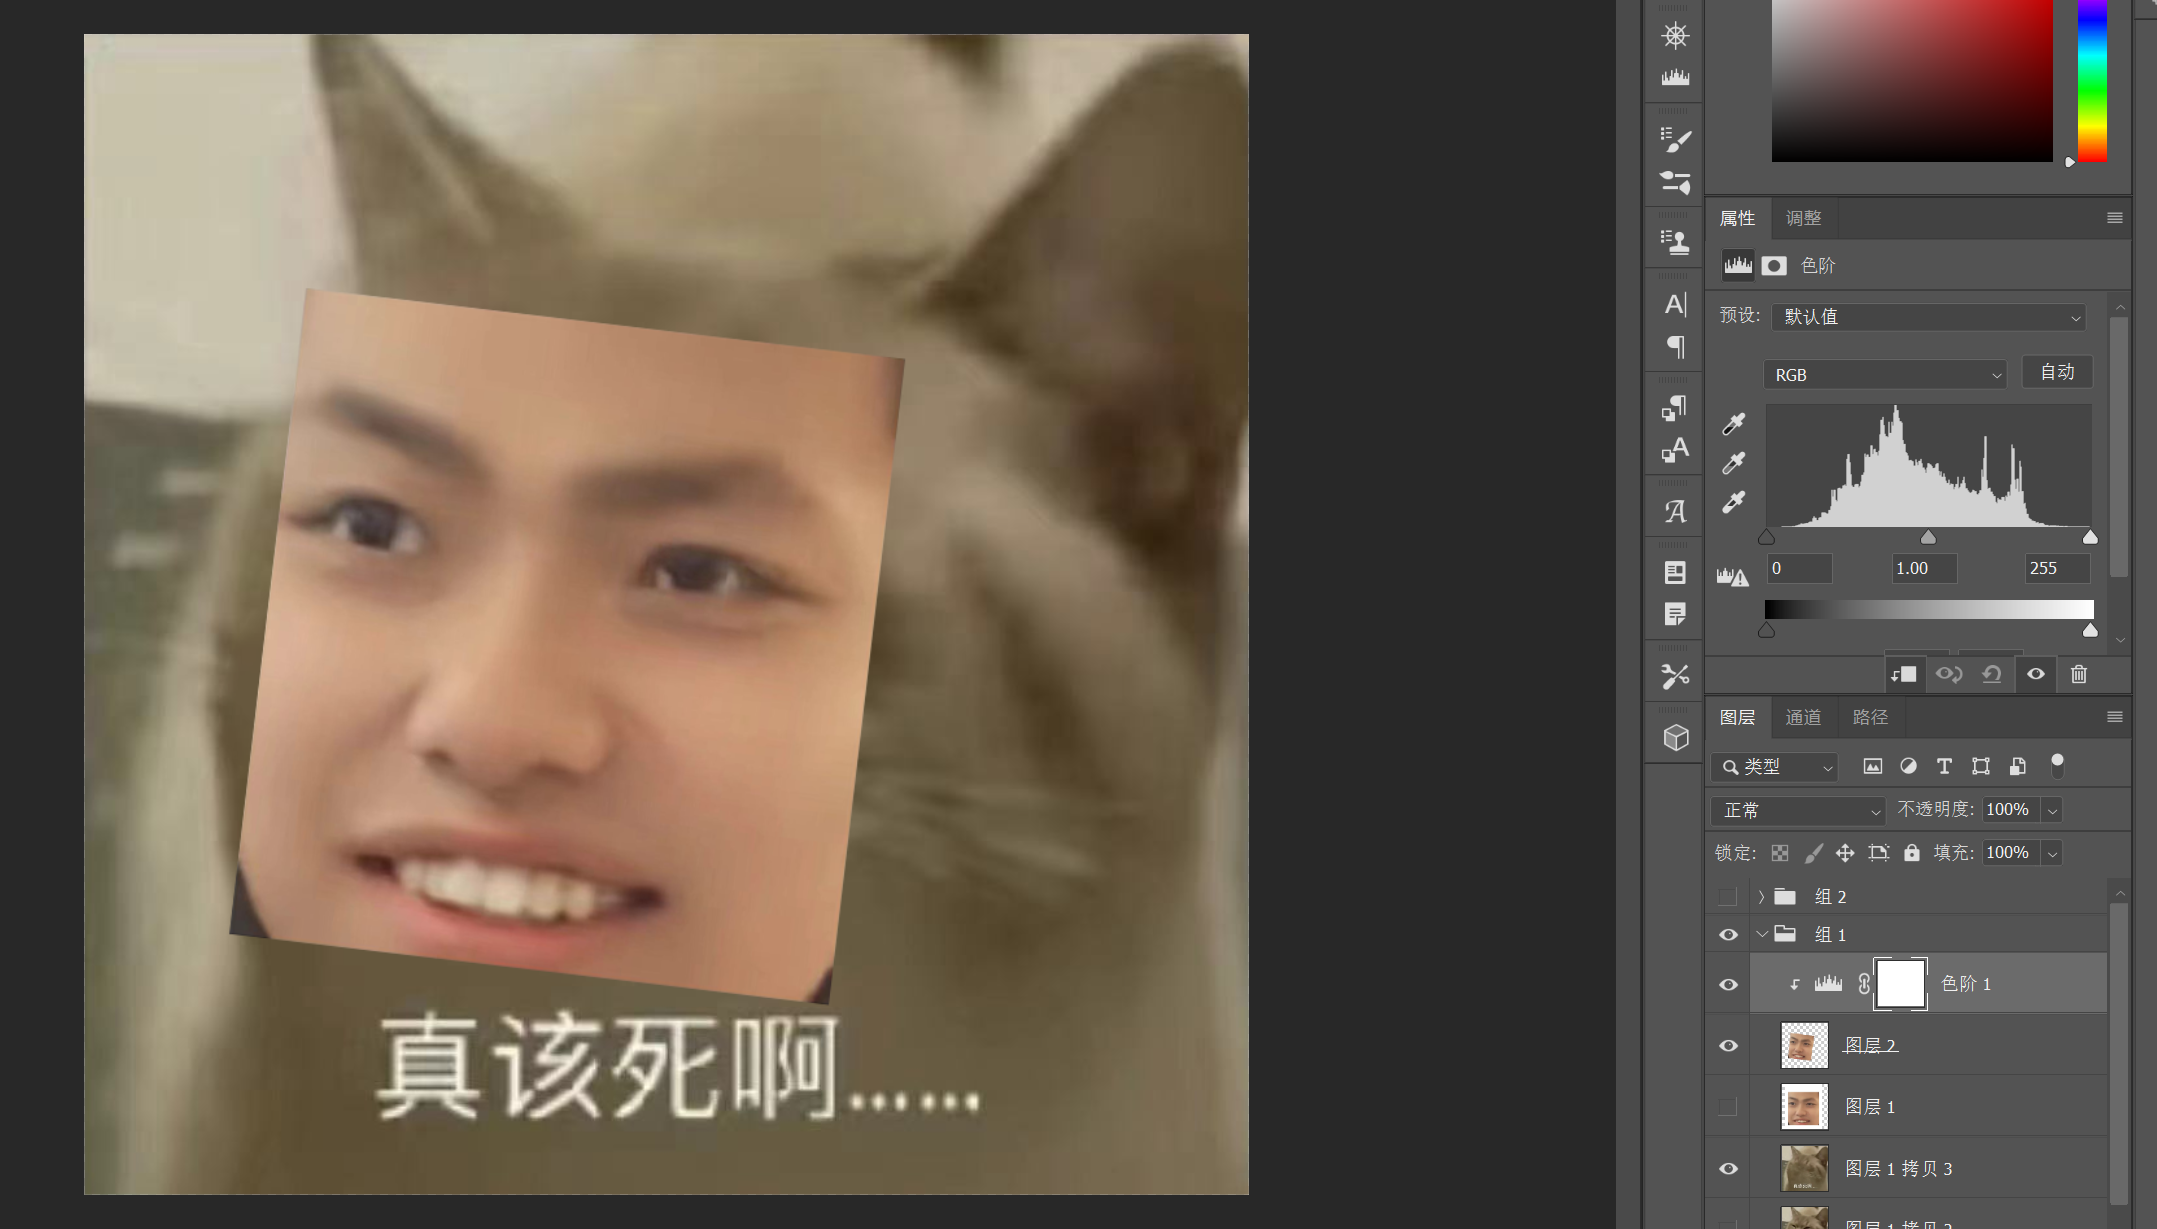 真该死啊……
属性 调整
色阶
预设: 默认值
RGB 自动
0 1.00 255
图层 通道 路径
类型
正常 不透明度: 100%
锁定: 填充: 100%
组 2
组 1
色阶 1
图层 2
图层 1
图层 1 拷贝 3